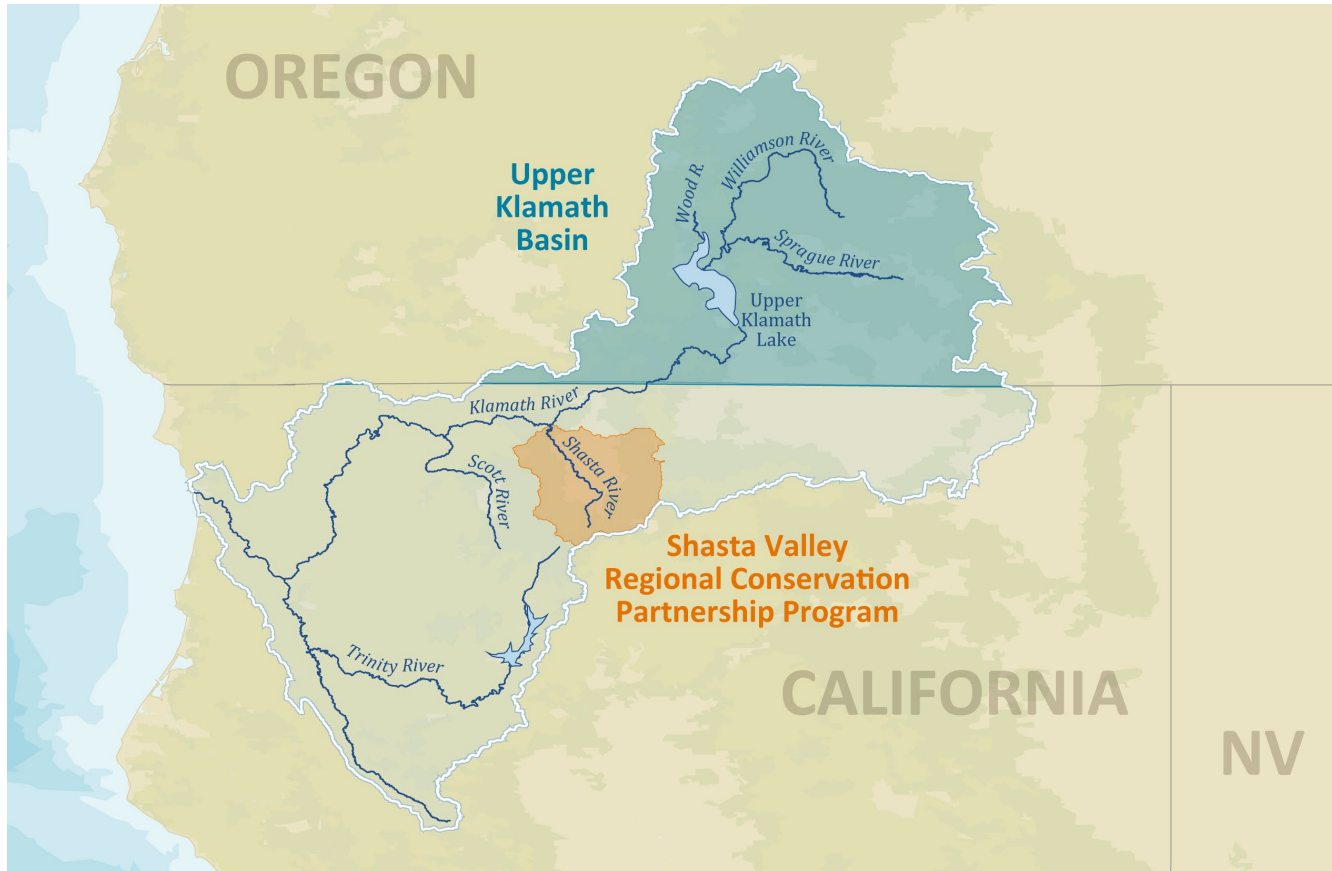 OREGON
Upper
Klamath
Basin
Wood R.
Williamson River
Sprague River
Upper
Klamath
Lake
Klamath River
Scott River
Shasta River
Shasta Valley
Regional Conservation
Partnership Program
Trinity River
CALIFORNIA
NV